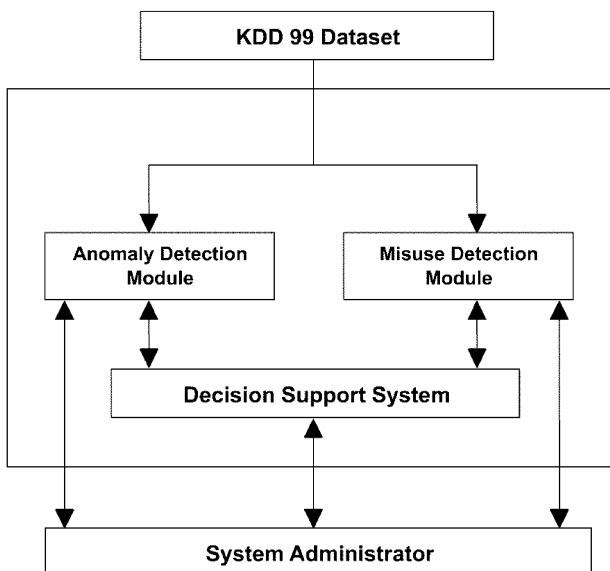 KDD 99 Dataset
Anomaly Detection
Module
Misuse Detection
Module
Decision Support System
System Administrator